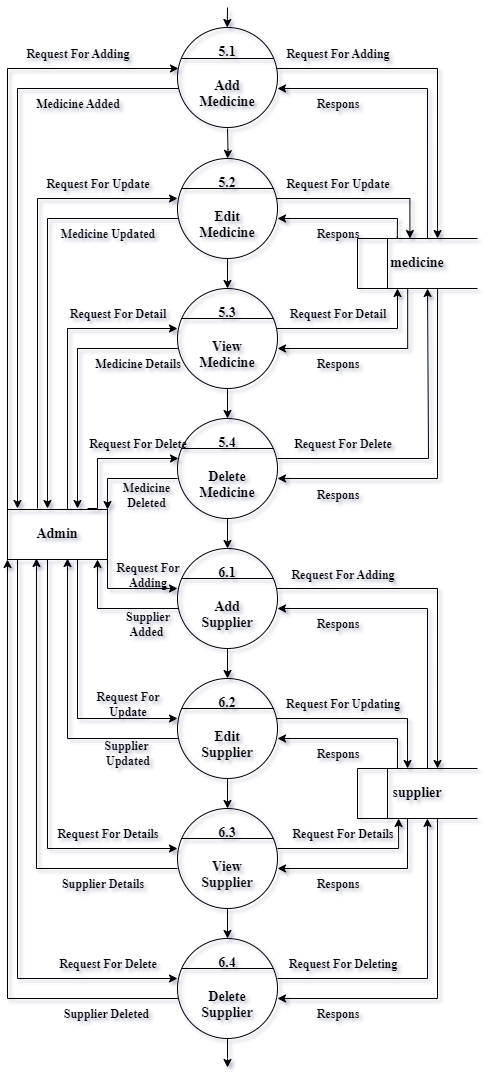 5.1
Request For Adding
Request For Adding
Add
Medicine
Medicine Added
Respons
5.2
Request For Update
Request For Update
Edit
Medicine
Medicine Updated
Respons
medicine
5.3
Request For Detail
Request For Detail
View
Medicine
Medicine Details
Respons
5.4
Request For Delete
Request For Delete
Delete
Medicine
Medicine
Deleted
Respons
Admin
6.1
Request For
Adding
Request For Adding
Add
Supplier
Supplier
Added
Respons
6.2
Request For
Update
Request For Updating
Edit
Supplier
Supplier
Updated
Respons
supplier
6.3
Request For Details
Request For Details
View
Supplier
Supplier Details
Respons
6.4
Request For Delete
Request For Deleting
Delete
Supplier
Supplier Deleted
Respons